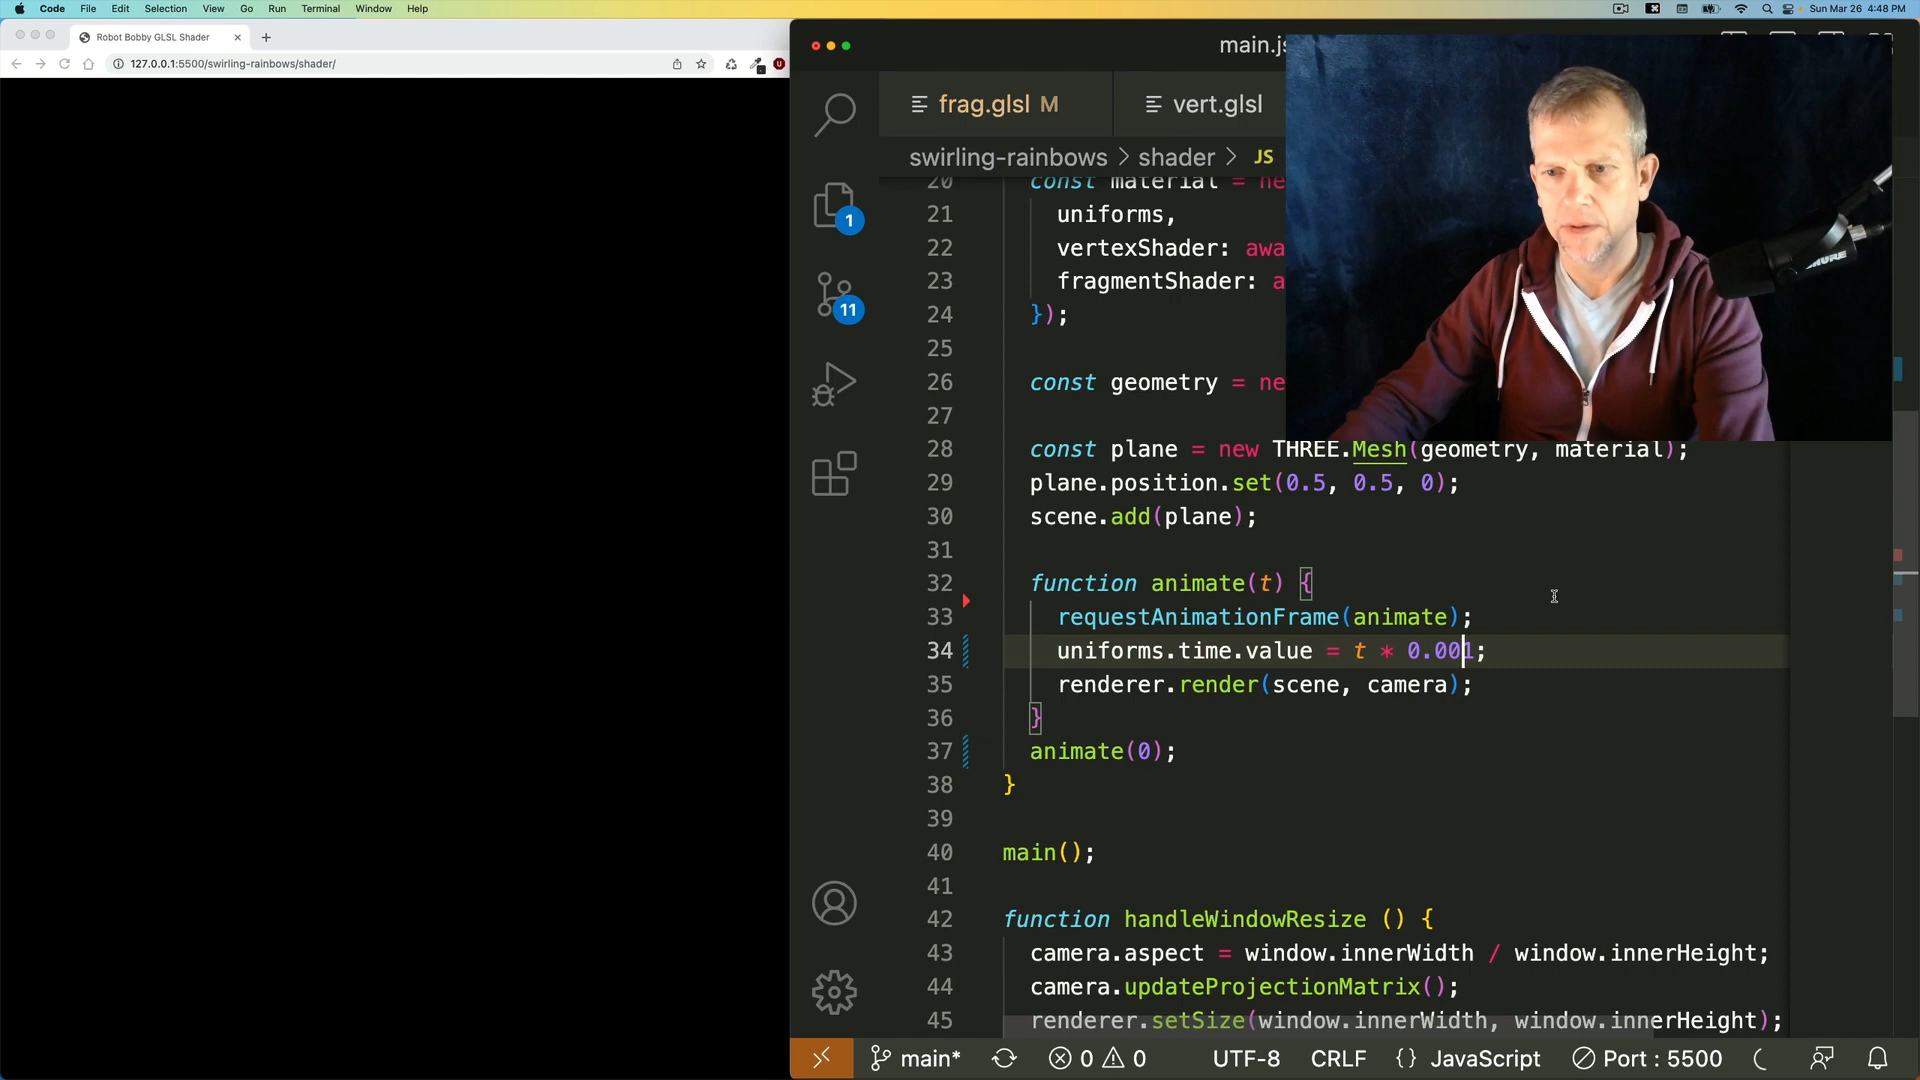 Code File Edit Selection View Go Run Terminal Window Help
Sun Mar 26 4:48 PM
Robot Bobby GLSL Shader
127.0.0.1:5500/swirling-rainbows/shader/
main.js
frag.glsl M
vert.glsl
swirling-rainbows > shader > JS
20 const material = ne
21 uniforms,
22 vertexShader: awa
23 fragmentShader: a
24 });
25
26 const geometry = ne
27
28 const plane = new THREE.Mesh(geometry, material);
29 plane.position.set(0.5, 0.5, 0);
30 scene.add(plane);
31
32 function animate(t) {
33 requestAnimationFrame(animate);
34 uniforms.time.value = t * 0.001;
35 renderer.render(scene, camera);
36 }
37 animate(0);
38 }
39
40 main();
41
42 function handleWindowResize () {
43 camera.aspect = window.innerWidth / window.innerHeight;
44 camera.updateProjectionMatrix();
45 renderer.setSize(window.innerWidth, window.innerHeight);
1
11
SHURE
main* 0 0 UTF-8 CRLF {} JavaScript Port : 5500